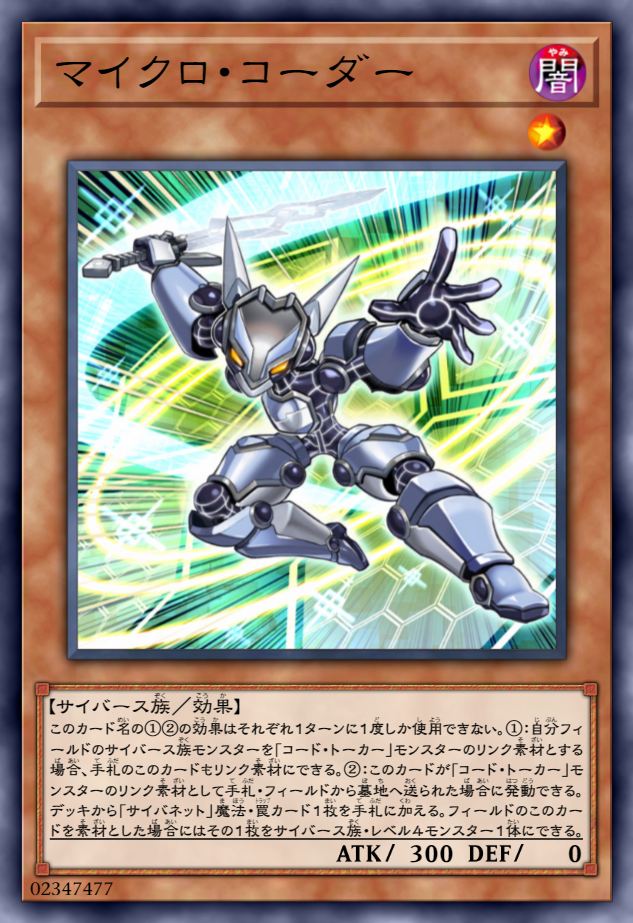 マイクロ・コーダー
闇
【サイバース族／効果】
このカード名の①②の効果はそれぞれ1ターンに1度しか使用できない。①:自分フィ
ールドのサイバース族モンスターを「コード・トーカー」モンスターのリンク素材とする
場合、手札のこのカードもリンク素材にできる。②:このカードが「コード・トーカー」モ
ンスターのリンク素材として手札・フィールドから墓地へ送られた場合に発動できる。
デッキから「サイバネット」魔法・罠カード1枚を手札に加える。フィールドのこのカー
ドを素材とした場合にはその1枚をサイバース族・レベル4モンスター1体にできる。
ATK/ 300 DEF/ 0
02347477